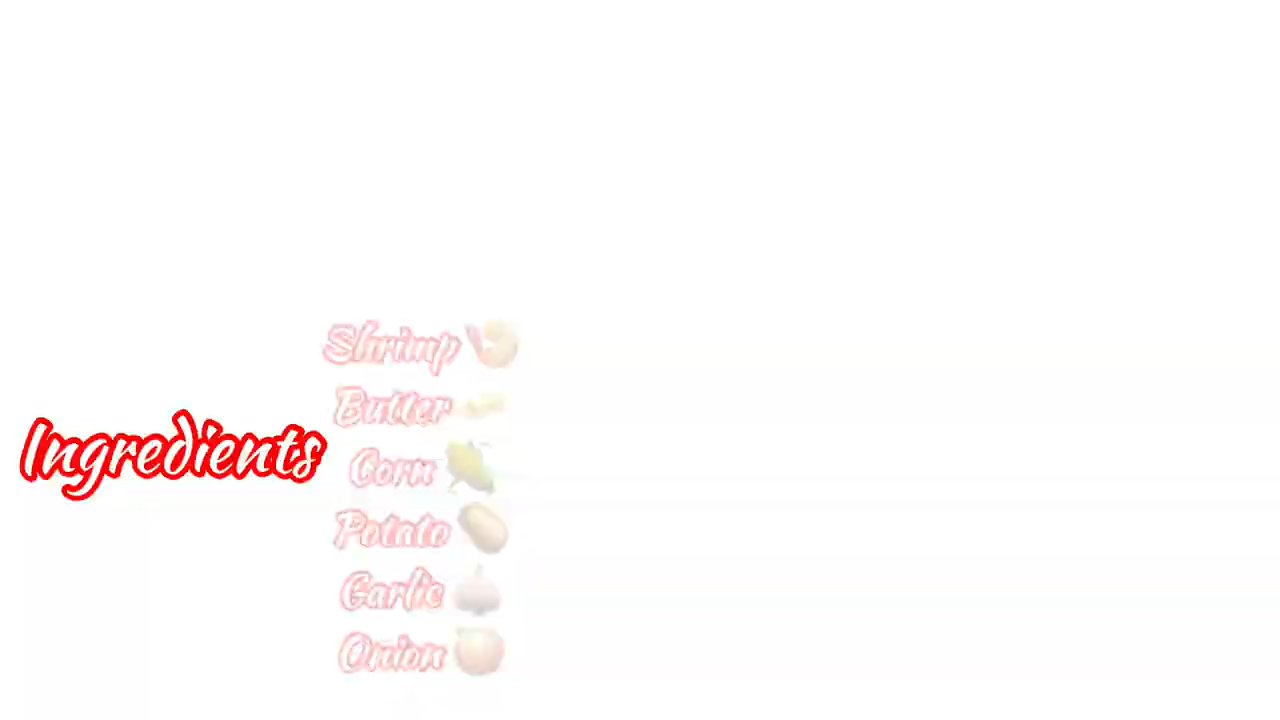 Ingredients
Shrimp 🦐
Butter 🧈
Corn 🌽
Potato 🥔
Garlic 🧄
Onion 🧅